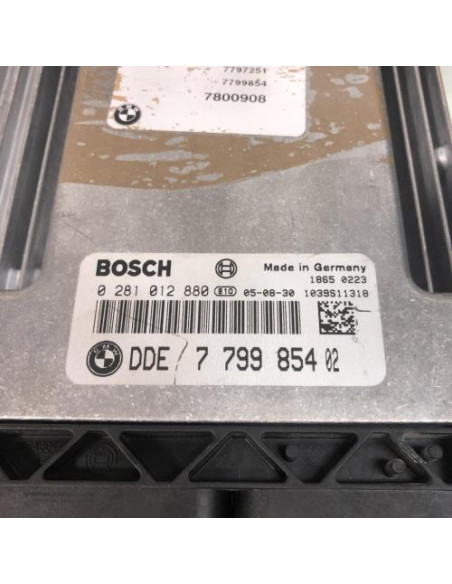 7797251
7799854
7800908
BOSCH Made in Germany
1865 0223
0 281 012 880 B10 05-08-30 1039S11318
DDE 7 799 854 02